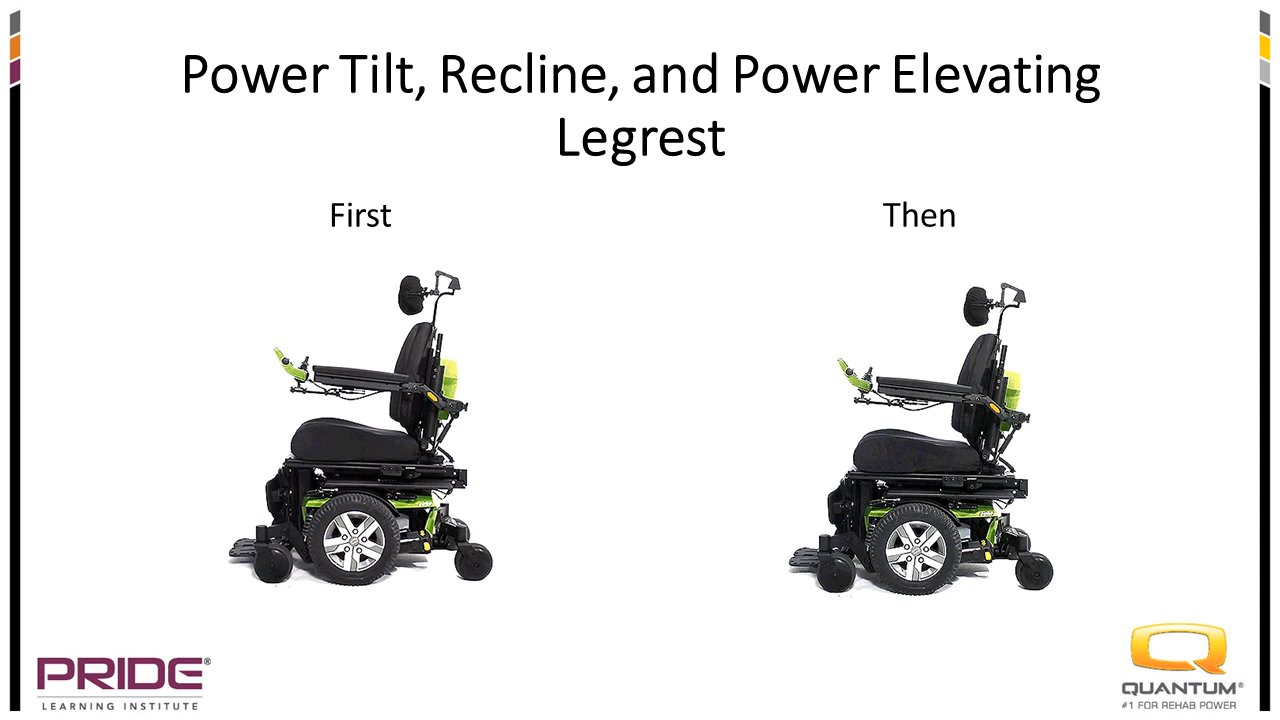 Power Tilt, Recline, and Power Elevating
Legrest
First
Then
PRIDE®
LEARNING INSTITUTE
QUANTUM®
#1 FOR REHAB POWER